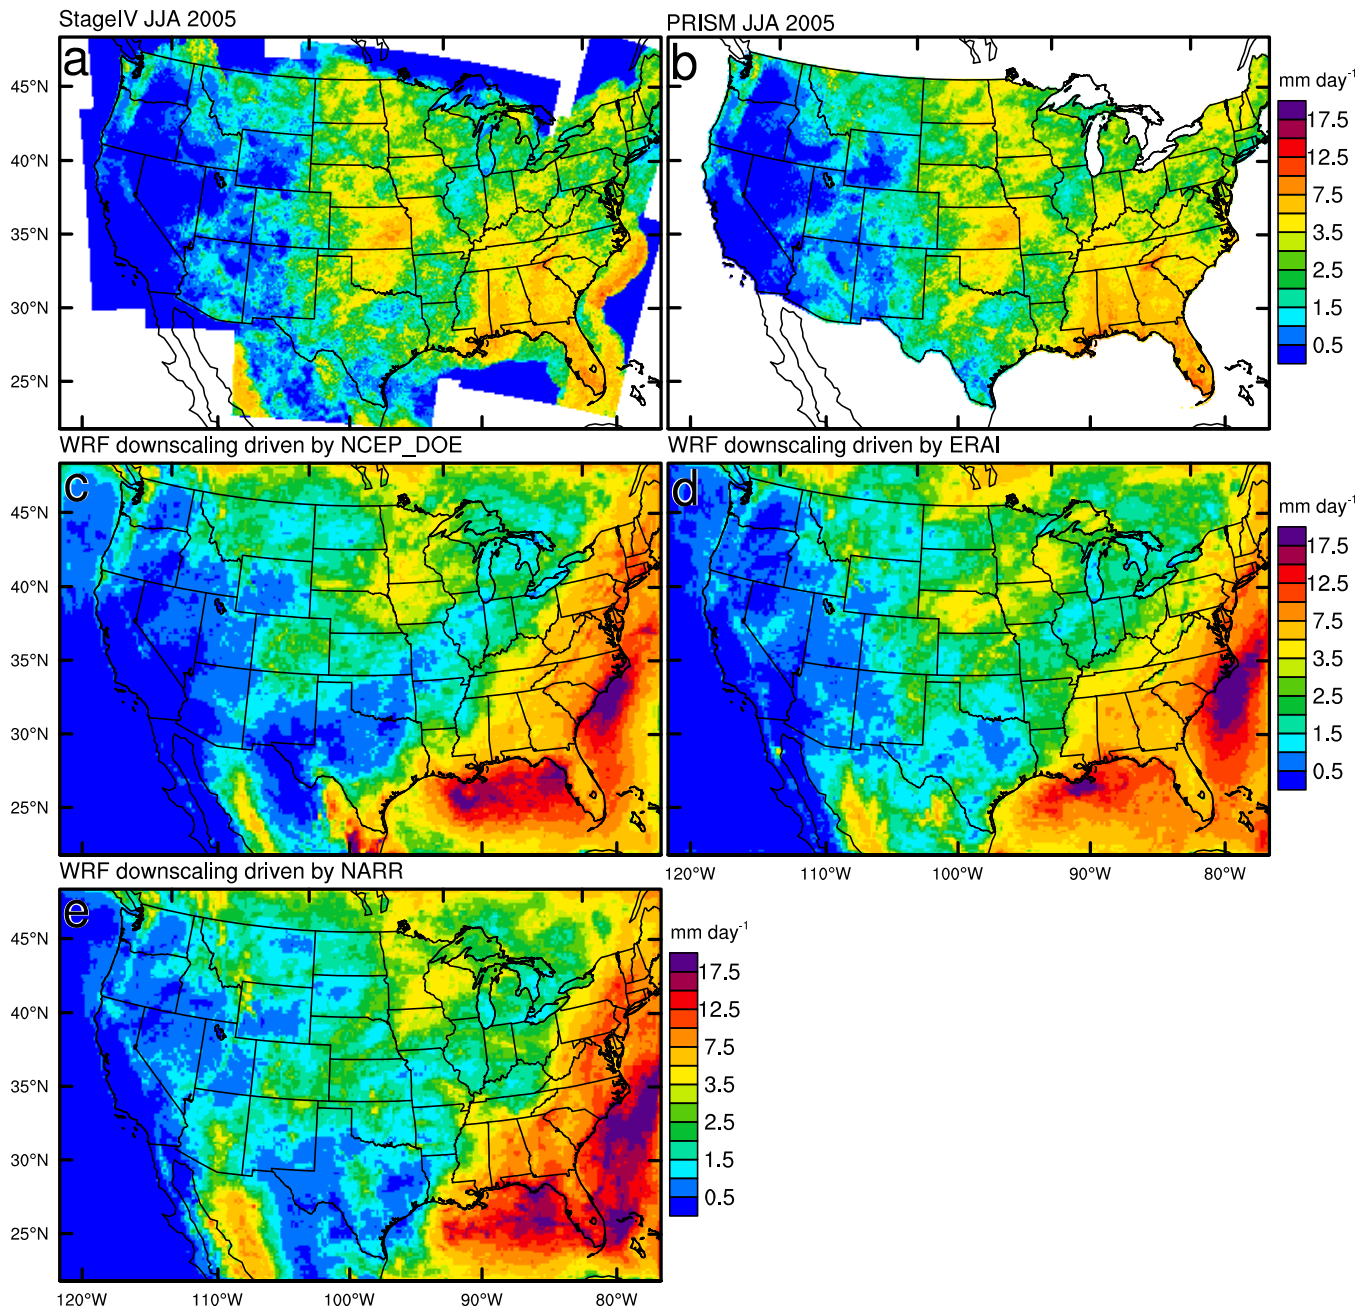 StageIV JJA 2005
PRISM JJA 2005
a
b
mm day-1
45°N
40°N
35°N
30°N
25°N
17.5
12.5
7.5
3.5
2.5
1.5
0.5
WRF downscaling driven by NCEP_DOE
WRF downscaling driven by ERAI
c
d
mm day-1
45°N
40°N
35°N
30°N
25°N
17.5
12.5
7.5
3.5
2.5
1.5
0.5
120°W
110°W
100°W
90°W
80°W
WRF downscaling driven by NARR
e
mm day-1
45°N
40°N
35°N
30°N
25°N
17.5
12.5
7.5
3.5
2.5
1.5
0.5
120°W
110°W
100°W
90°W
80°W